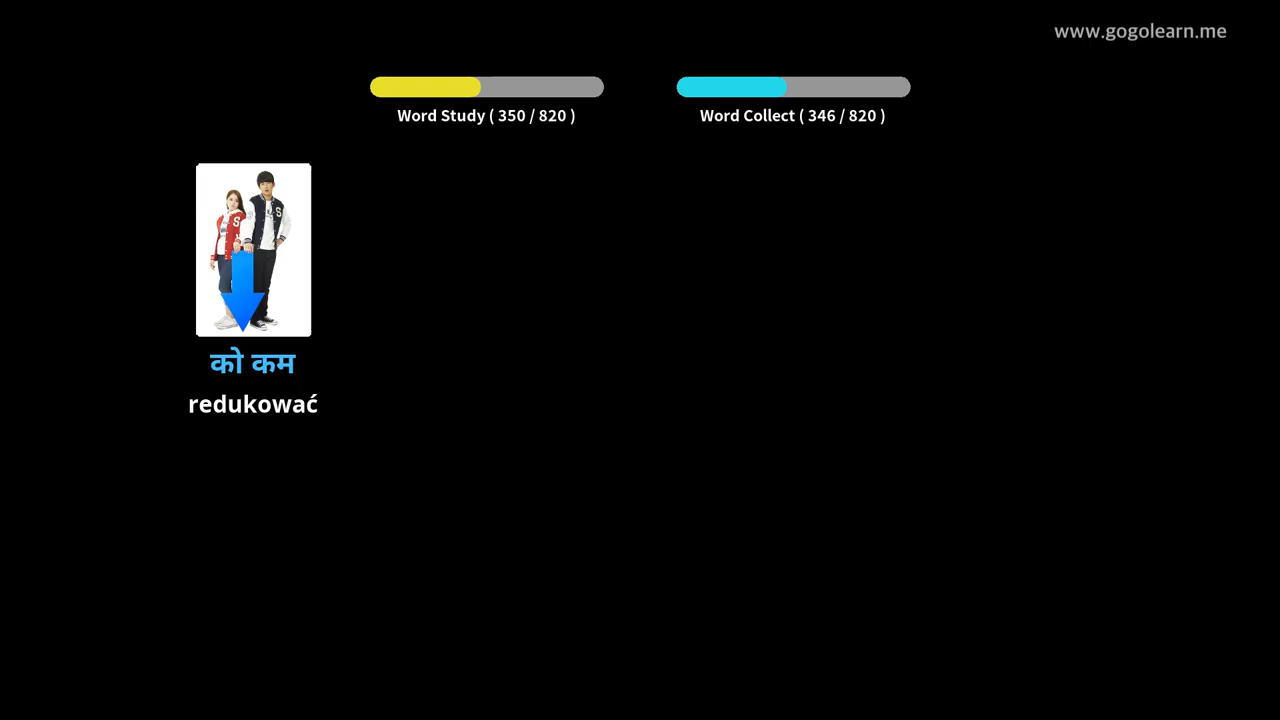 www.gogolearn.me
Word Study ( 350 / 820 )
Word Collect ( 346 / 820 )
को कम
redukować